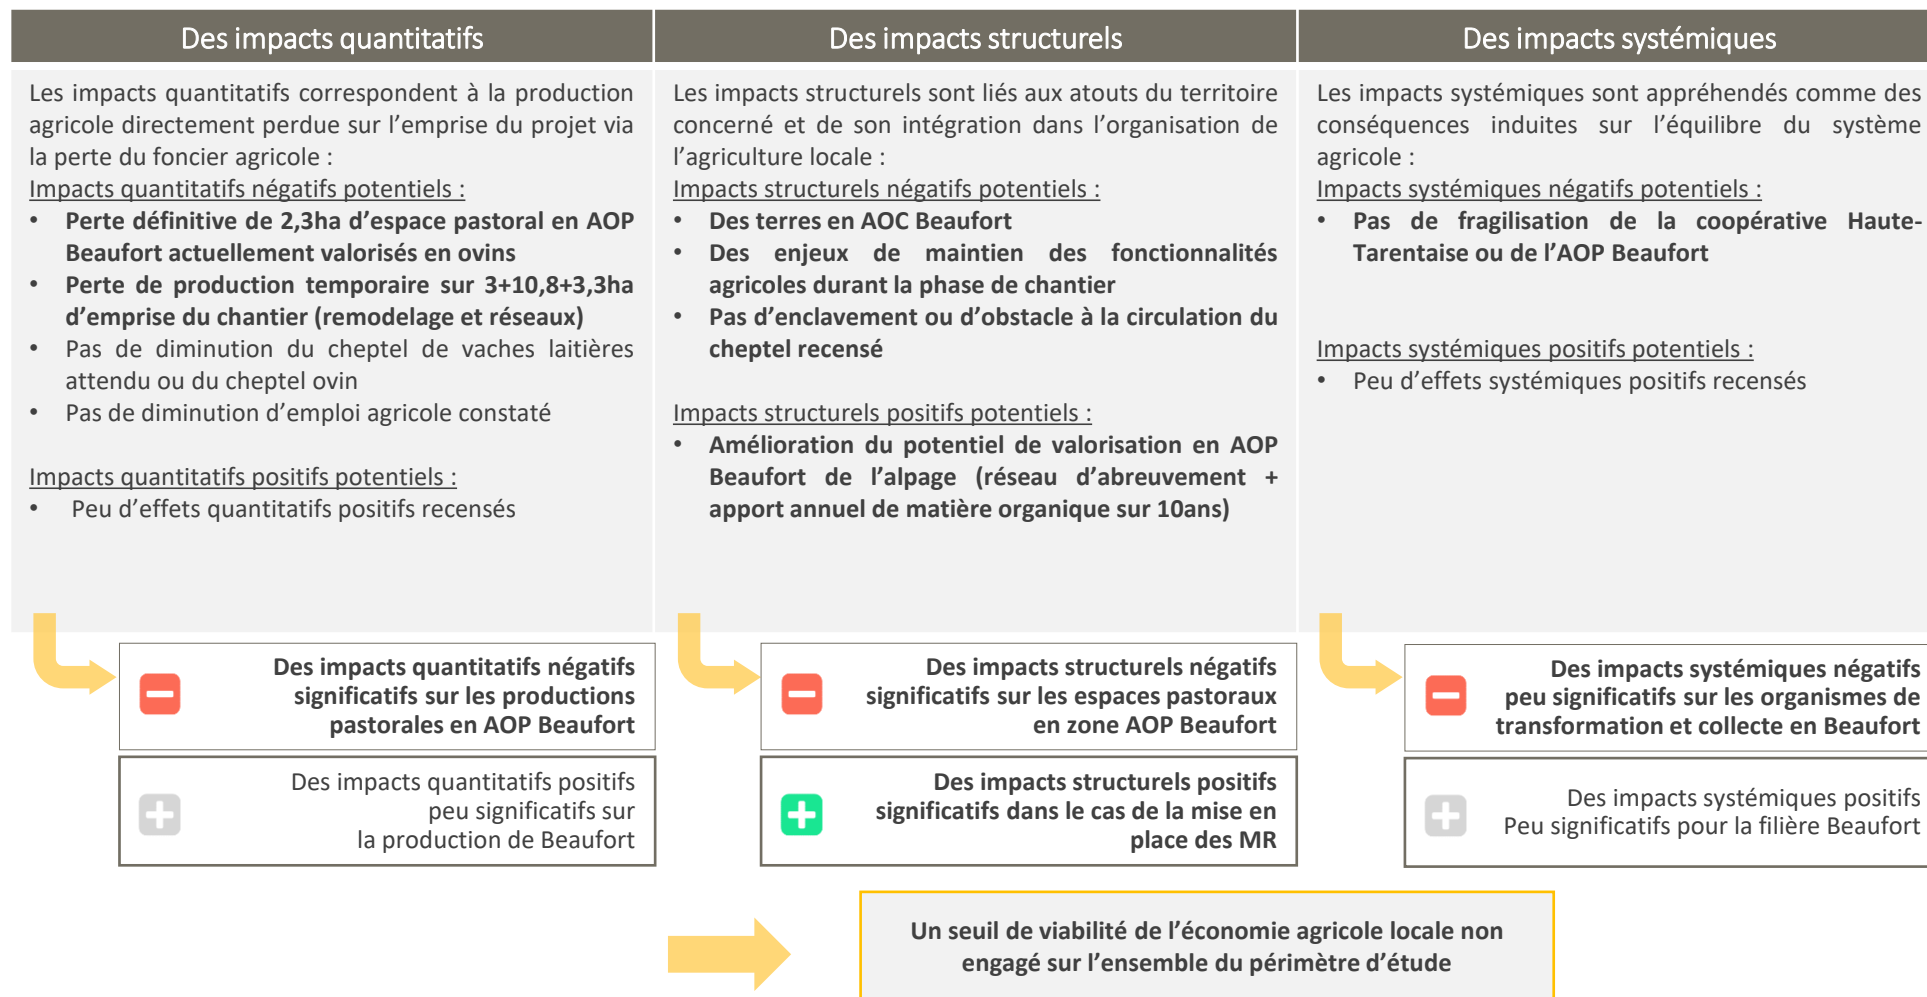 Des impacts quantitatifs
Les impacts quantitatifs correspondent à la production
agricole directement perdue sur l'emprise du projet via
la perte du foncier agricole :
Impacts quantitatifs négatifs potentiels :
• Perte définitive de 2,3ha d'espace pastoral en AOP
Beaufort actuellement valorisés en ovins
• Perte de production temporaire sur 3+10,8+3,3ha
d'emprise du chantier (remodelage et réseaux)
• Pas de diminution du cheptel de vaches laitières
attendu ou du cheptel ovin
• Pas de diminution d'emploi agricole constaté
Impacts quantitatifs positifs potentiels :
• Peu d'effets quantitatifs positifs recensés
Des impacts quantitatifs négatifs
significatifs sur les productions
pastorales en AOP Beaufort
Des impacts quantitatifs positifs
peu significatifs sur
la production de Beaufort
Des impacts structurels
Les impacts structurels sont liés aux atouts du territoire
concerné et de son intégration dans l'organisation de
l'agriculture locale :
Impacts structurels négatifs potentiels :
• Des terres en AOC Beaufort
• Des enjeux de maintien des fonctionnalités
agricoles durant la phase de chantier
• Pas d'enclavement ou d'obstacle à la circulation du
cheptel recensé
Impacts structurels positifs potentiels :
• Amélioration du potentiel de valorisation en AOP
Beaufort de l'alpage (réseau d'abreuvement +
apport annuel de matière organique sur 10ans)
Des impacts structurels négatifs
significatifs sur les espaces pastoraux
en zone AOP Beaufort
Des impacts structurels positifs
significatifs dans le cas de la mise en
place des MR
Des impacts systémiques
Les impacts systémiques sont appréhendés comme des
conséquences induites sur l'équilibre du système
agricole :
Impacts systémiques négatifs potentiels :
• Pas de fragilisation de la coopérative Haute-
Tarentaise ou de l'AOP Beaufort
Impacts systémiques positifs potentiels :
• Peu d'effets systémiques positifs recensés
Des impacts systémiques négatifs
peu significatifs sur les organismes de
transformation et collecte en Beaufort
Des impacts systémiques positifs
Peu significatifs pour la filière Beaufort
Un seuil de viabilité de l'économie agricole locale non
engagé sur l'ensemble du périmètre d'étude